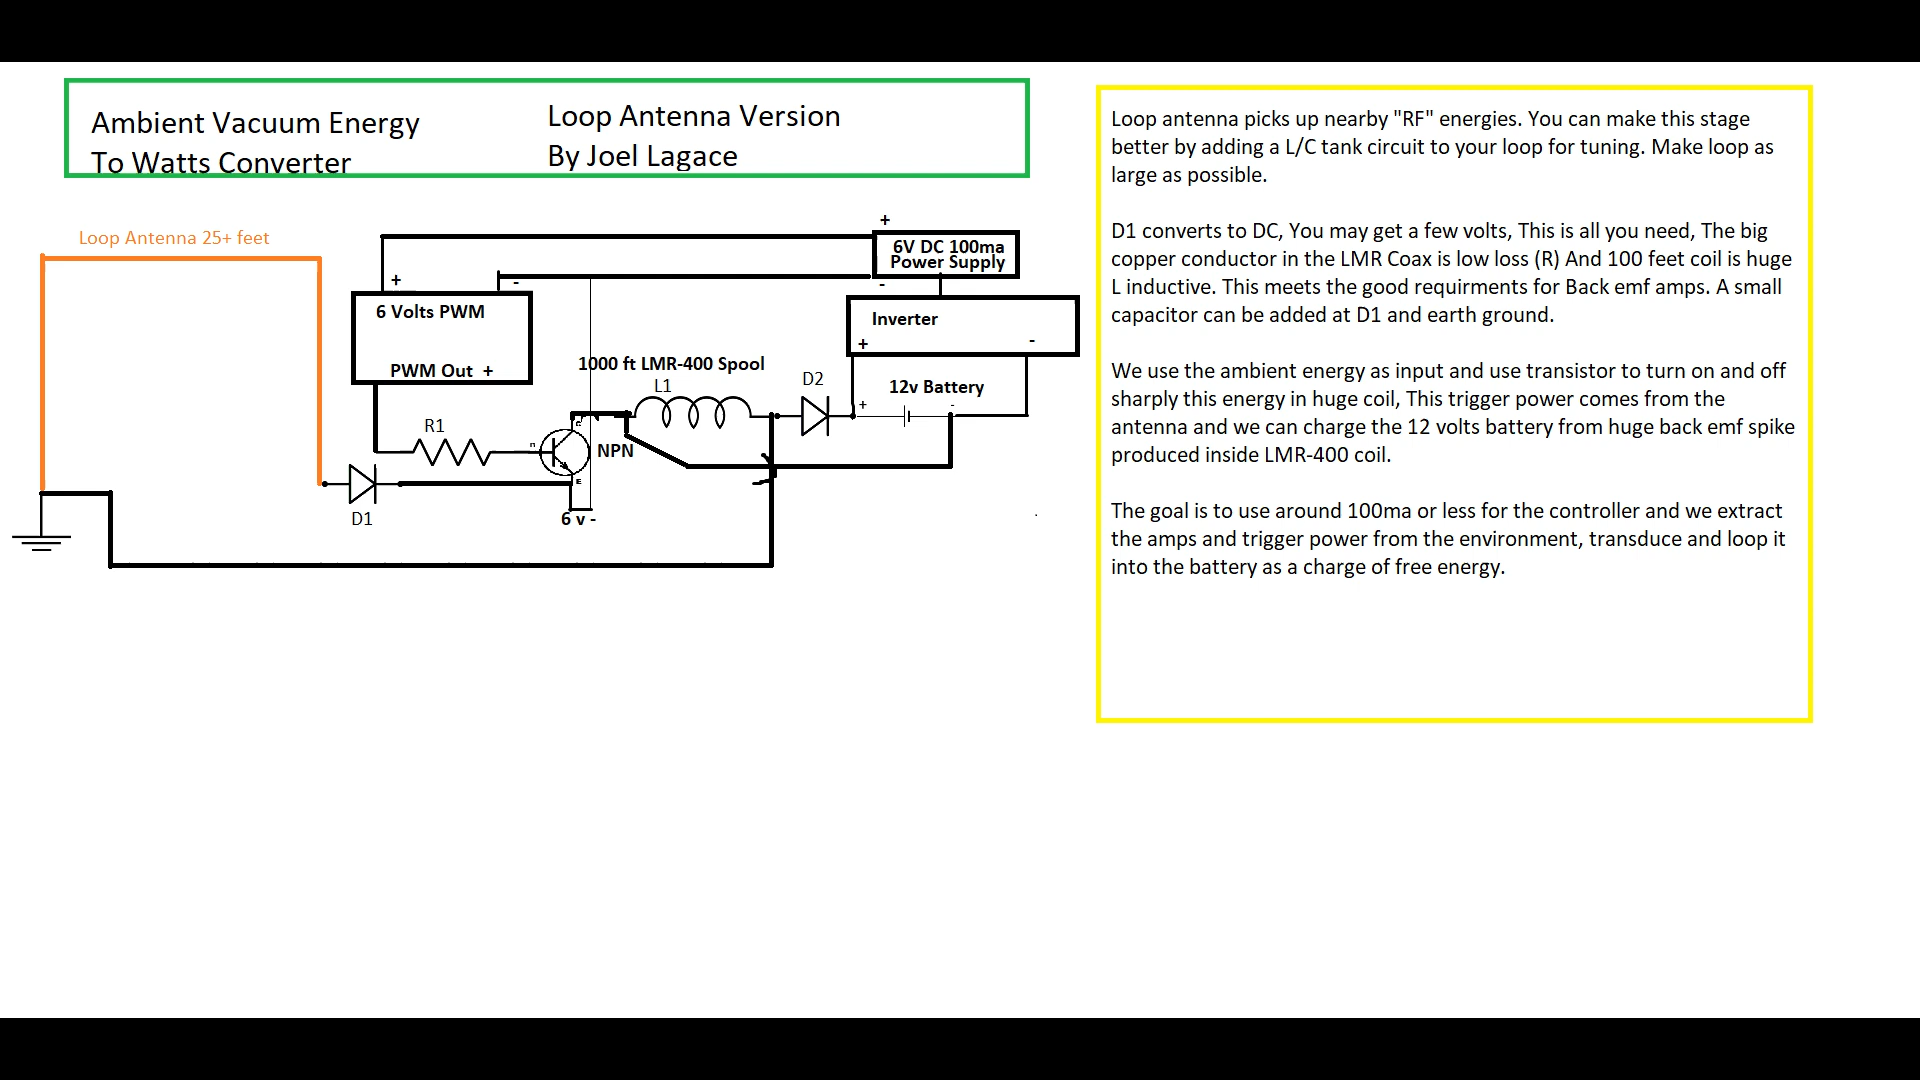 Ambient Vacuum Energy
To Watts Converter
Loop Antenna Version
By Joel Lagace
Loop antenna picks up nearby "RF" energies. You can make this stage
better by adding a L/C tank circuit to your loop for tuning. Make loop as
large as possible.
D1 converts to DC, You may get a few volts, This is all you need, The big
copper conductor in the LMR Coax is low loss (R) And 100 feet coil is huge
L inductive. This meets the good requirments for Back emf amps. A small
capacitor can be added at D1 and earth ground.
We use the ambient energy as input and use transistor to turn on and off
sharply this energy in huge coil, This trigger power comes from the
antenna and we can charge the 12 volts battery from huge back emf spike
produced inside LMR-400 coil.
The goal is to use around 100ma or less for the controller and we extract
the amps and trigger power from the environment, transduce and loop it
into the battery as a charge of free energy.
Loop Antenna 25+ feet
+
6V DC 100ma
Power Supply
-
+ -
6 Volts PWM
PWM Out +
Inverter
+ -
1000 ft LMR-400 Spool
L1
D2
12v Battery
+ -
R1
C
NPN
E
D1
6 v -